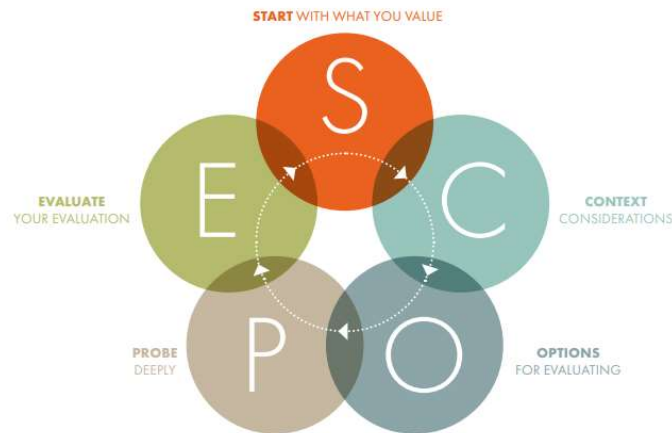 START WITH WHAT YOU VALUE
S
C
CONTEXT
CONSIDERATIONS
O
OPTIONS
FOR EVALUATING
P
PROBE
DEEPLY
E
EVALUATE
YOUR EVALUATION